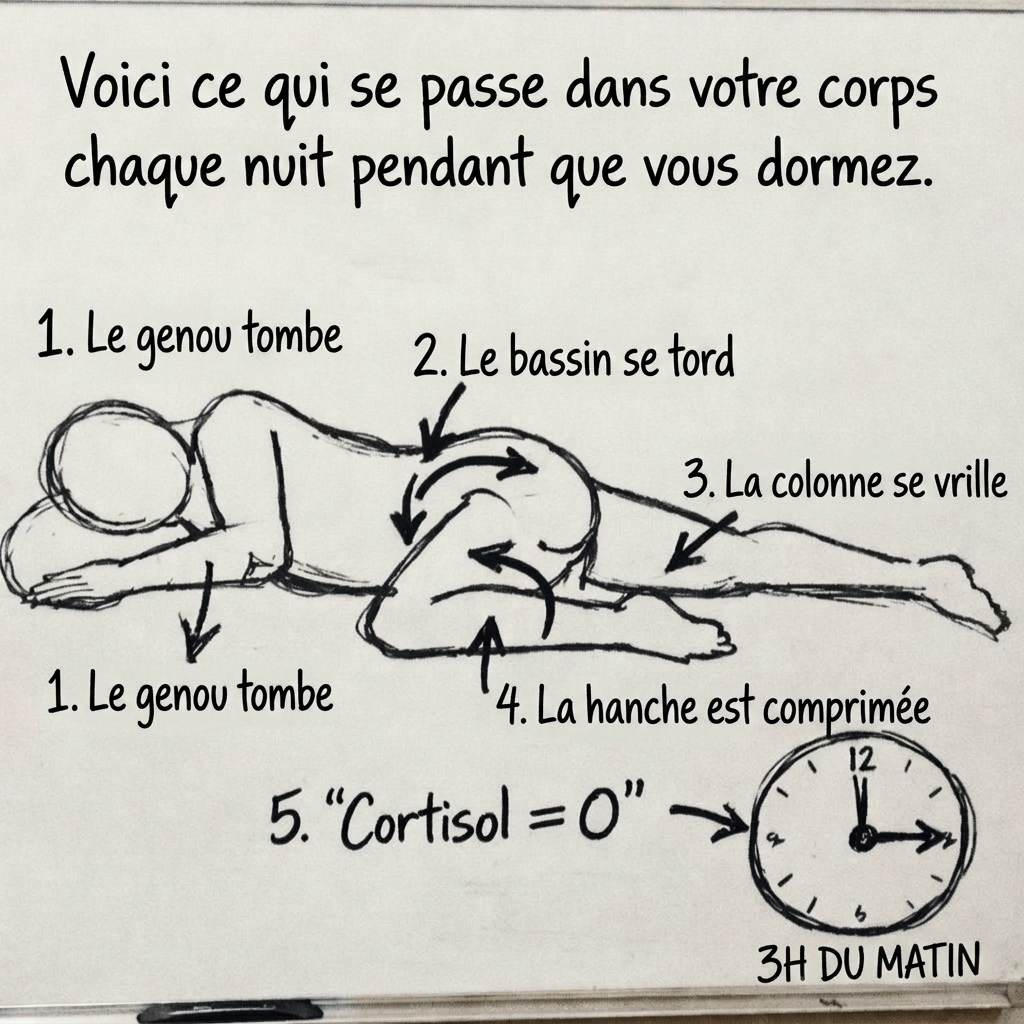 Voici ce qui se passe dans votre corps
chaque nuit pendant que vous dormez.
1. Le genou tombe
2. Le bassin se tord
3. La colonne se vrille
1. Le genou tombe
4. La hanche est comprimée
5. “Cortisol = 0”
12
3H DU MATIN